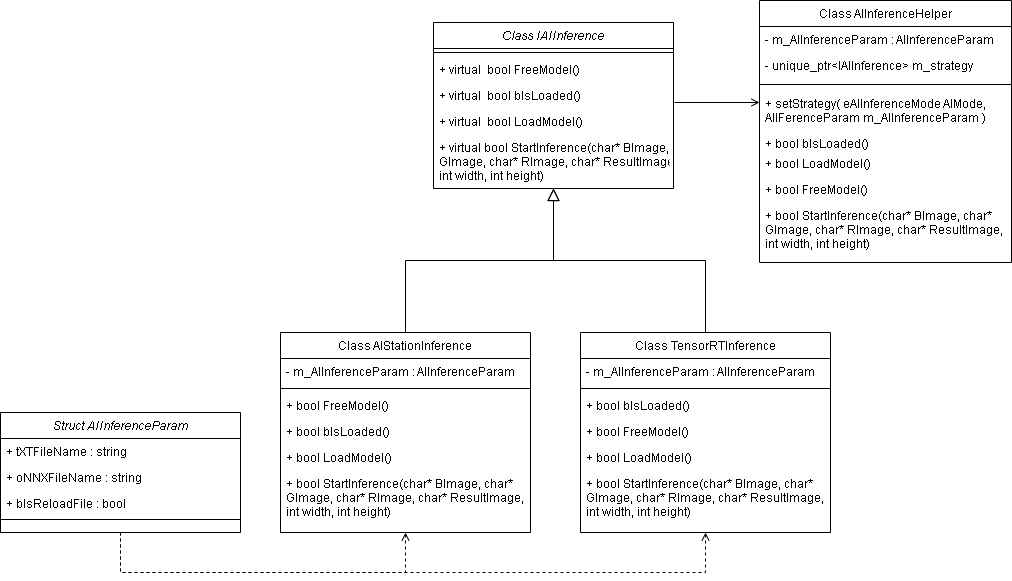 Class IAIInference
+ virtual  bool FreeModel()
+ virtual  bool bIsLoaded()
+ virtual  bool LoadModel()
+ virtual bool StartInference(char* BImage,
GImage, char* RImage, char* ResultImage
int width, int height)
Class AIInferenceHelper
- m_AIInferenceParam : AIInferenceParam
- unique_ptr<IAIInference> m_strategy
+ setStrategy( eAIInferenceMode AIMode,
AIIFerenceParam m_AIInferenceParam )
+ bool bIsLoaded()
+ bool LoadModel()
+ bool FreeModel()
+ bool StartInference(char* BImage, char*
GImage, char* RImage, char* ResultImage,
int width, int height)
Class AIStationInference
- m_AIInferenceParam : AIInferenceParam
+ bool FreeModel()
+ bool bIsLoaded()
+ bool LoadModel()
+ bool StartInference(char* BImage, char*
GImage, char* RImage, char* ResultImage,
int width, int height)
Class TensorRTInference
- m_AIInferenceParam : AIInferenceParam
+ bool bIsLoaded()
+ bool FreeModel()
+ bool LoadModel()
+ bool StartInference(char* BImage, char*
GImage, char* RImage, char* ResultImage,
int width, int height)
Struct AIInferenceParam
+ tXTFileName : string
+ oNNXFileName : string
+ bIsReloadFile : bool